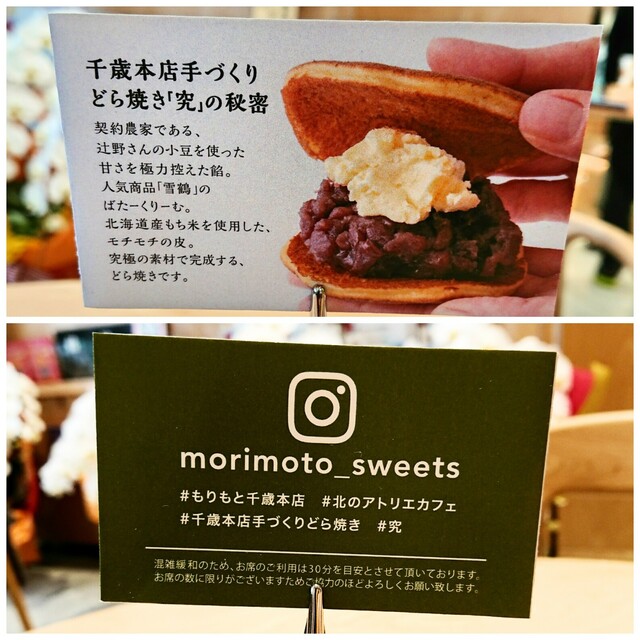 千歳本店手づくり
どら焼き「究」の秘密
契約農家である、
辻野さんの小豆を使った
甘さを極力控えた餡。
人気商品「雪鶴」の
ばたーくりーむ。
北海道産もち米を使用した、
モチモチの皮。
究極の素材で完成する、
どら焼きです。
morimoto_sweets
#もりもと千歳本店 #北のアトリエカフェ
#千歳本店手づくりどら焼き #究
混雑緩和のため、お席のご利用は30分を目安とさせて頂いております。
お席の数に限りがございますためご協力のほどよろしくお願い致します。